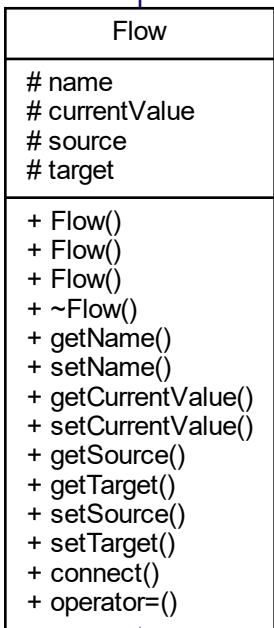 Flow
# name
# currentValue
# source
# target
+ Flow()
+ Flow()
+ Flow()
+ ~Flow()
+ getName()
+ setName()
+ getCurrentValue()
+ setCurrentValue()
+ getSource()
+ getTarget()
+ setSource()
+ setTarget()
+ connect()
+ operator=()